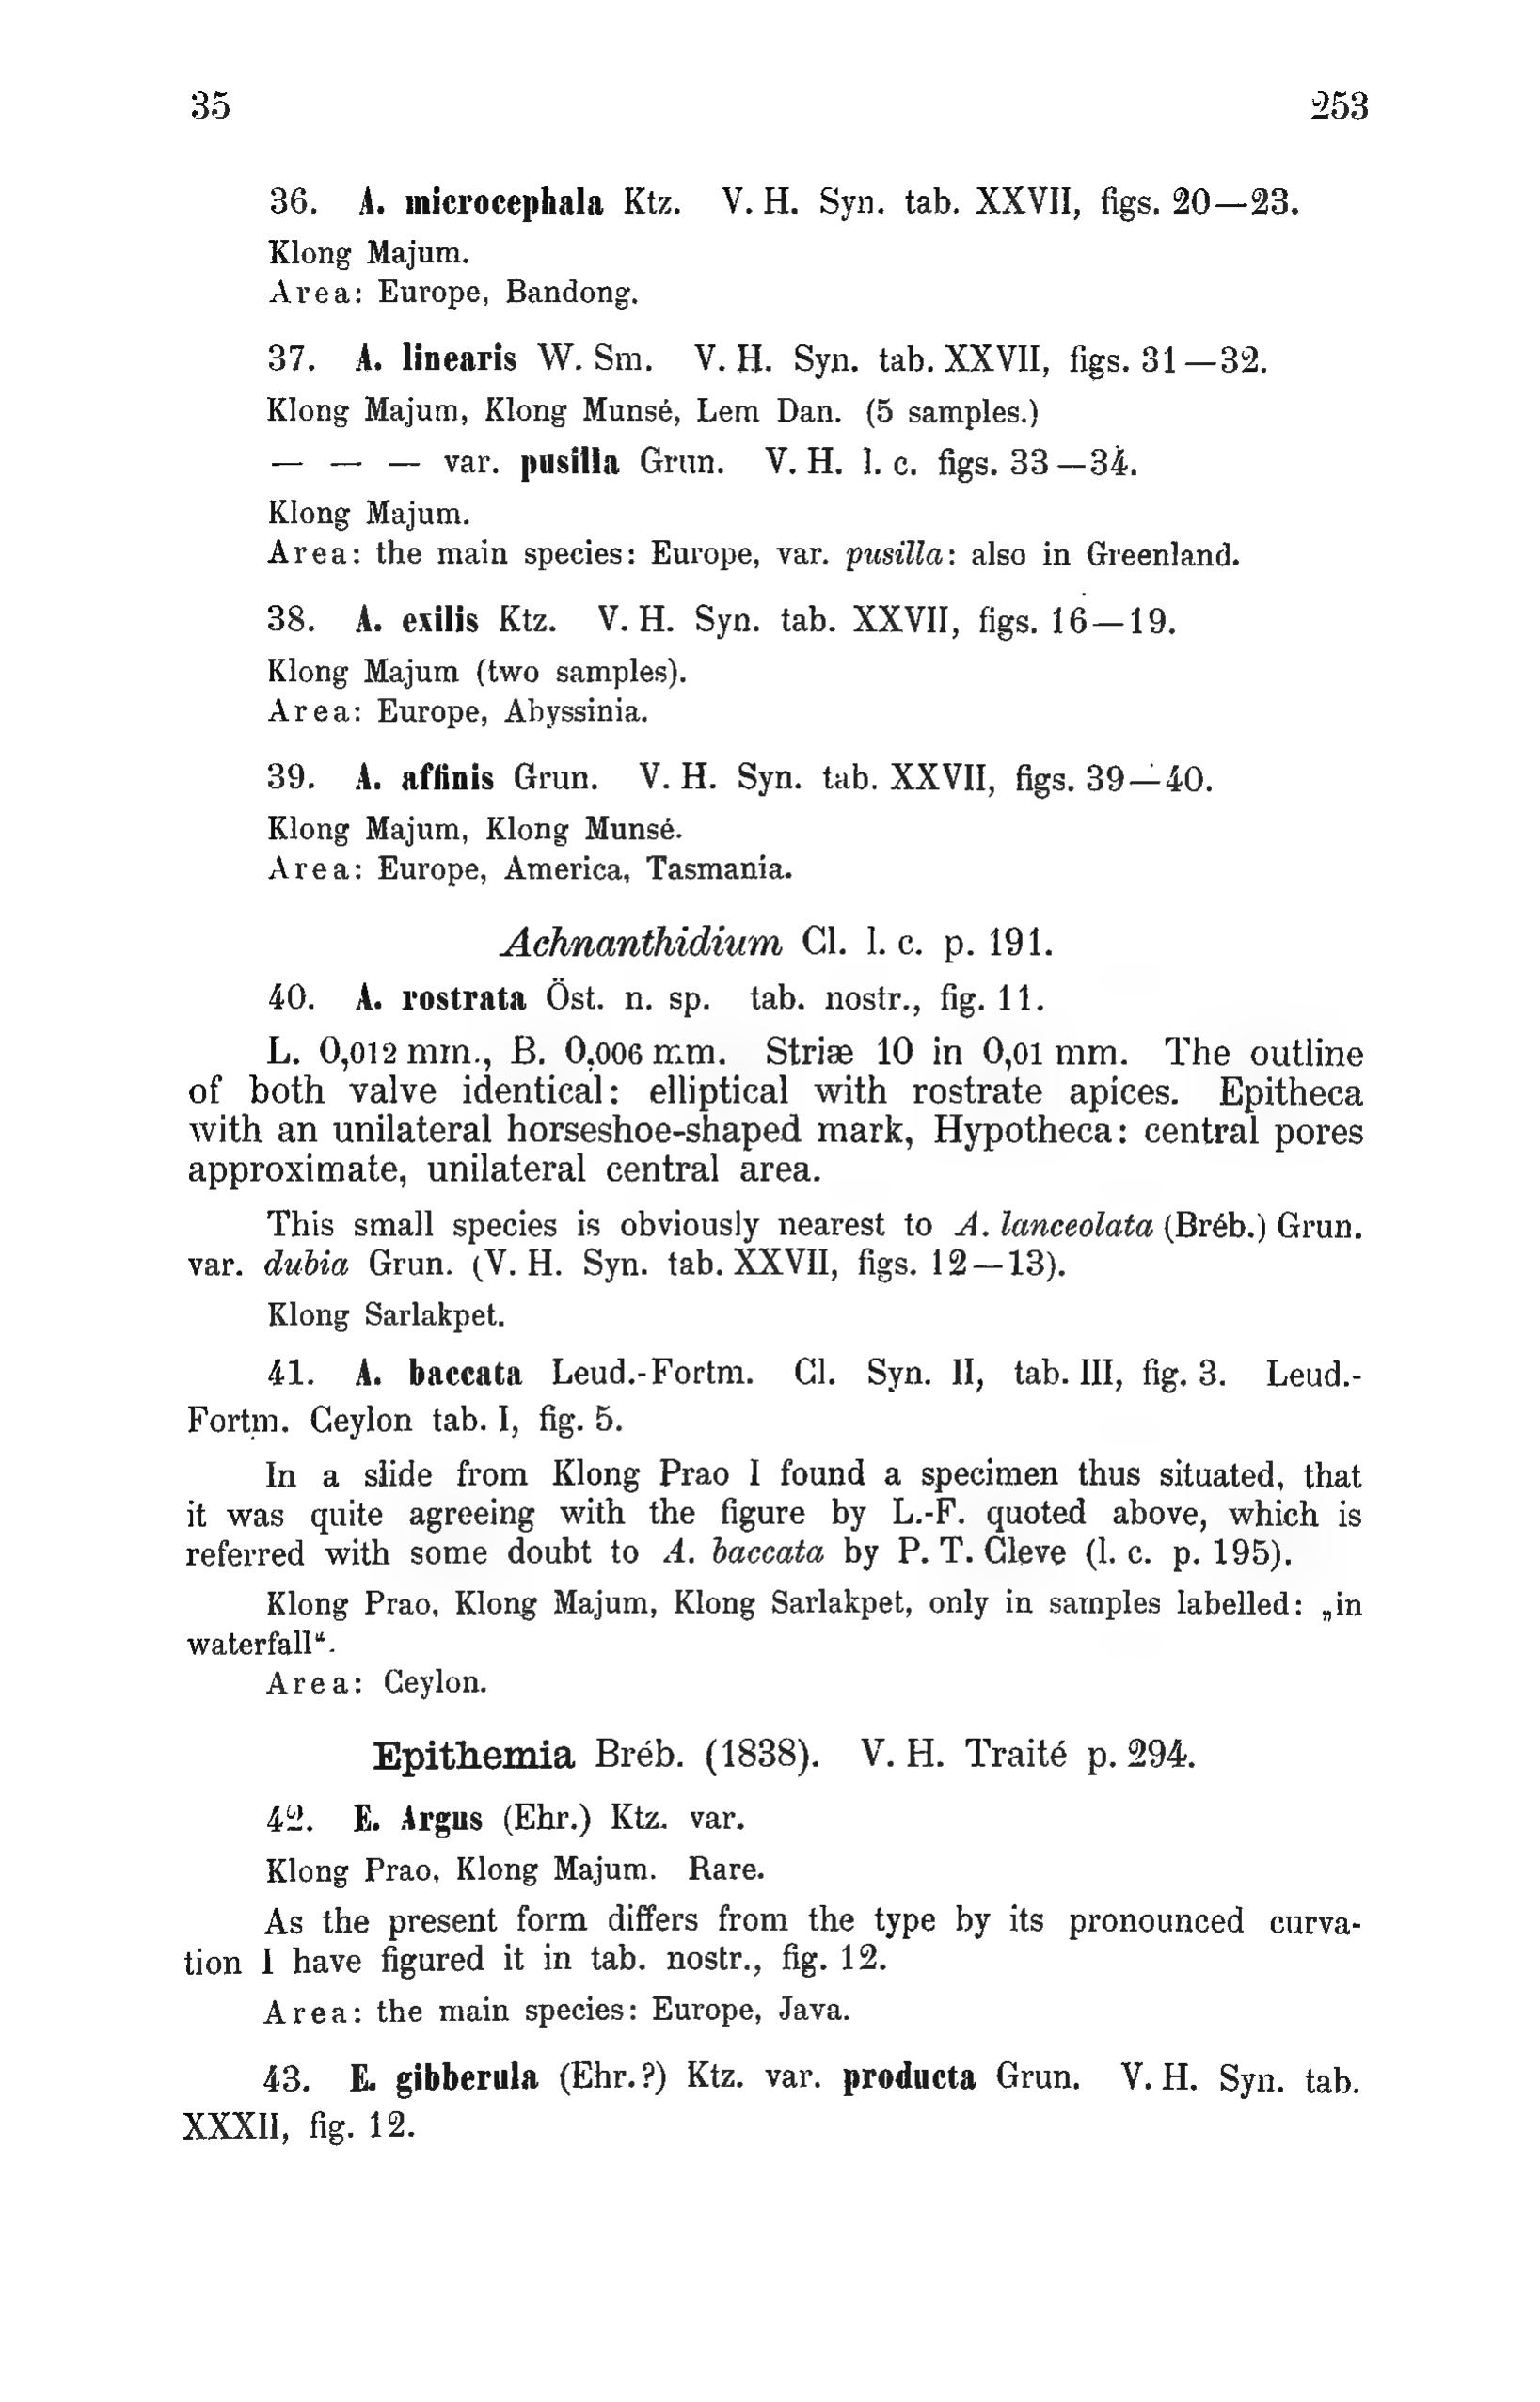 35 253
36. A. microcephala Ktz. V. H. Syn. tab. XXVII, figs. 20—23.
Klong Majum.
Area: Europe, Bandong.
37. A. linearis W. Sm. V. H. Syn. tab. XXVII, figs. 31—32.
Klong Majum, Klong Munsé, Lem Dan. (5 samples.)
— — — var. pusilla Grun. V. H. l. c. figs. 33—34.
Klong Majum.
Area: the main species: Europe, var. pusilla: also in Greenland.
38. A. exilis Ktz. V. H. Syn. tab. XXVII, figs. 16—19.
Klong Majum (two samples).
Area: Europe, Abyssinia.
39. A. affinis Grun. V. H. Syn. tab. XXVII, figs. 39—40.
Klong Majum, Klong Munsé.
Area: Europe, America, Tasmania.
Achnanthidium Cl. l. c. p. 191.
40. A. rostrata Öst. n. sp. tab. nostr., fig. 11.
L. 0,012 mm., B. 0,006 mm. Striæ 10 in 0,01 mm. The outline
of both valve identical: elliptical with rostrate apices. Epitheca
with an unilateral horseshoe-shaped mark, Hypotheca: central pores
approximate, unilateral central area.
This small species is obviously nearest to A. lanceolata (Bréb.) Grun.
var. dubia Grun. (V. H. Syn. tab. XXVII, figs. 12—13).
Klong Sarlakpet.
41. A. baccata Leud.-Fortm. Cl. Syn. II, tab. III, fig. 3. Leud.-
Fortm. Ceylon tab. I, fig. 5.
In a slide from Klong Prao I found a specimen thus situated, that
it was quite agreeing with the figure by L.-F. quoted above, which is
referred with some doubt to A. baccata by P. T. Cleve (l. c. p. 195).
Klong Prao, Klong Majum, Klong Sarlakpet, only in samples labelled: „in
waterfall“.
Area: Ceylon.
Epithemia Bréb. (1838). V. H. Traité p. 294.
42. E. Argus (Ehr.) Ktz. var.
Klong Prao, Klong Majum. Rare.
As the present form differs from the type by its pronounced curva-
tion I have figured it in tab. nostr., fig. 12.
Area: the main species: Europe, Java.
43. E. gibberula (Ehr.?) Ktz. var. producta Grun. V. H. Syn. tab.
XXXII, fig. 12.